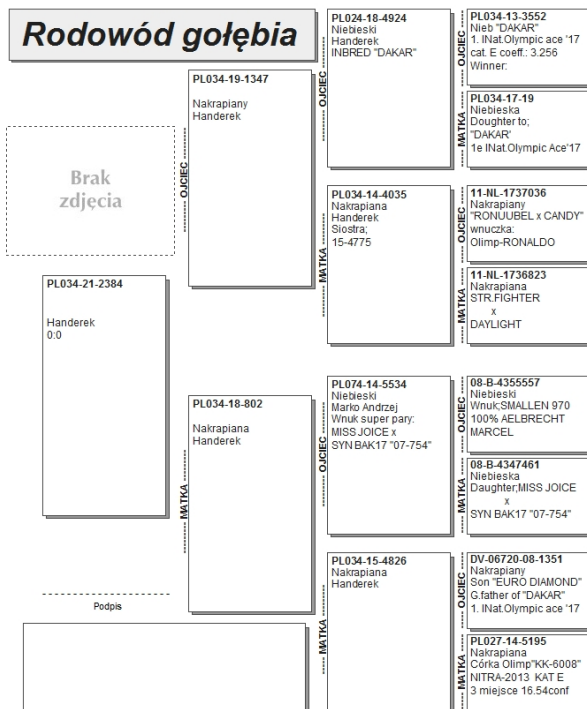 Rodowód gołębia
Brak
zdjęcia
PL034-21-2384
Handerek
0:0
Podpis
OJCIEC
PL034-19-1347
Nakrapiany
Handerek
MATKA
PL034-18-802
Nakrapiana
Handerek
OJCIEC
PL024-18-4924
Niebieski
Handerek
INBRED "DAKAR"
MATKA
PL034-14-4035
Nakrapiana
Handerek
Siostra;
15-4775
OJCIEC
PL074-14-5534
Niebieski
Marko Andrzej
Wnuk super pary:
MISS JOICE x
SYN BAK17 "07-754"
MATKA
PL034-15-4826
Nakrapiana
Handerek
OJCIEC
PL034-13-3552
Nieb "DAKAR"
1. INat.Olympic ace '17
cat. E coeff.: 3.256
Winner:
MATKA
PL034-17-19
Niebieska
Doughter to;
"DAKAR'
1e INat.Olympic Ace'17
OJCIEC
11-NL-1737036
Nakrapiany
"RONUUBEL x CANDY"
wnuczka:
Olimp-RONALDO
MATKA
11-NL-1736823
Nakrapiana
STR.FIGHTER
x
DAYLIGHT
OJCIEC
08-B-4355557
Niebieski
Wnuk;SMALLEN 970
100% AELBRECHT
MARCEL
MATKA
08-B-4347461
Niebieska
Daughter;MISS JOICE
x
SYN BAK17 "07-754"
OJCIEC
DV-06720-08-1351
Nakrapiany
Son "EURO DIAMOND"
G.father of "DAKAR"
1. INat.Olympic ace '17
MATKA
PL027-14-5195
Nakrapiana
Córka Olimp"KK-6008"
NITRA-2013 KAT E
3 miejsce 16.54conf